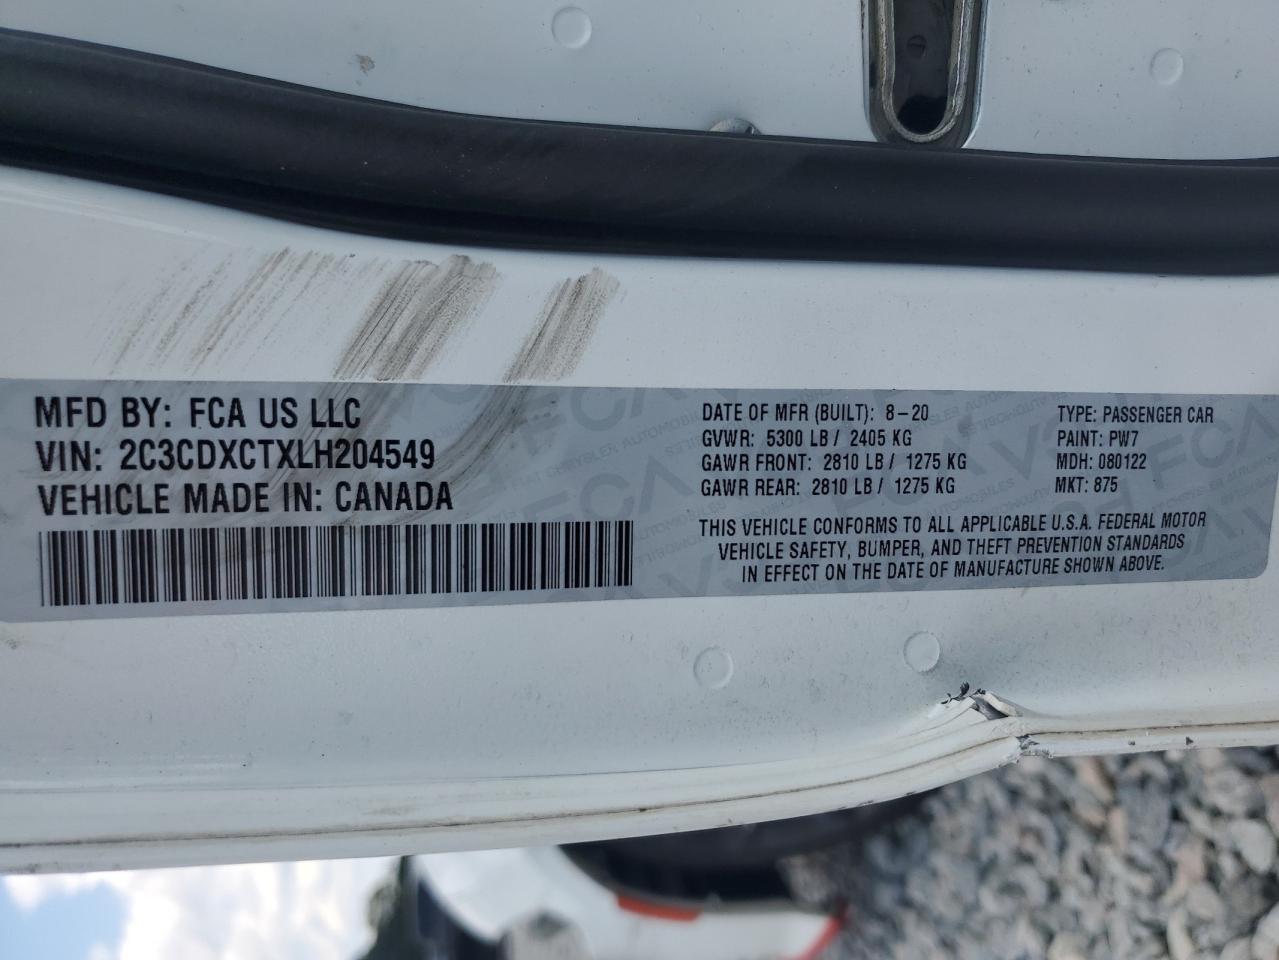 MFD BY: FCA US LLC
VIN: 2C3CDXCTXLH204549
VEHICLE MADE IN: CANADA
DATE OF MFR (BUILT): 8-20
GVWR: 5300 LB / 2405 KG
GAWR FRONT: 2810 LB / 1275 KG
GAWR REAR: 2810 LB / 1275 KG
TYPE: PASSENGER CAR
PAINT: PW7
MDH: 080122
MKT: 875
THIS VEHICLE CONFORMS TO ALL APPLICABLE U.S.A. FEDERAL MOTOR
VEHICLE SAFETY, BUMPER, AND THEFT PREVENTION STANDARDS
IN EFFECT ON THE DATE OF MANUFACTURE SHOWN ABOVE.